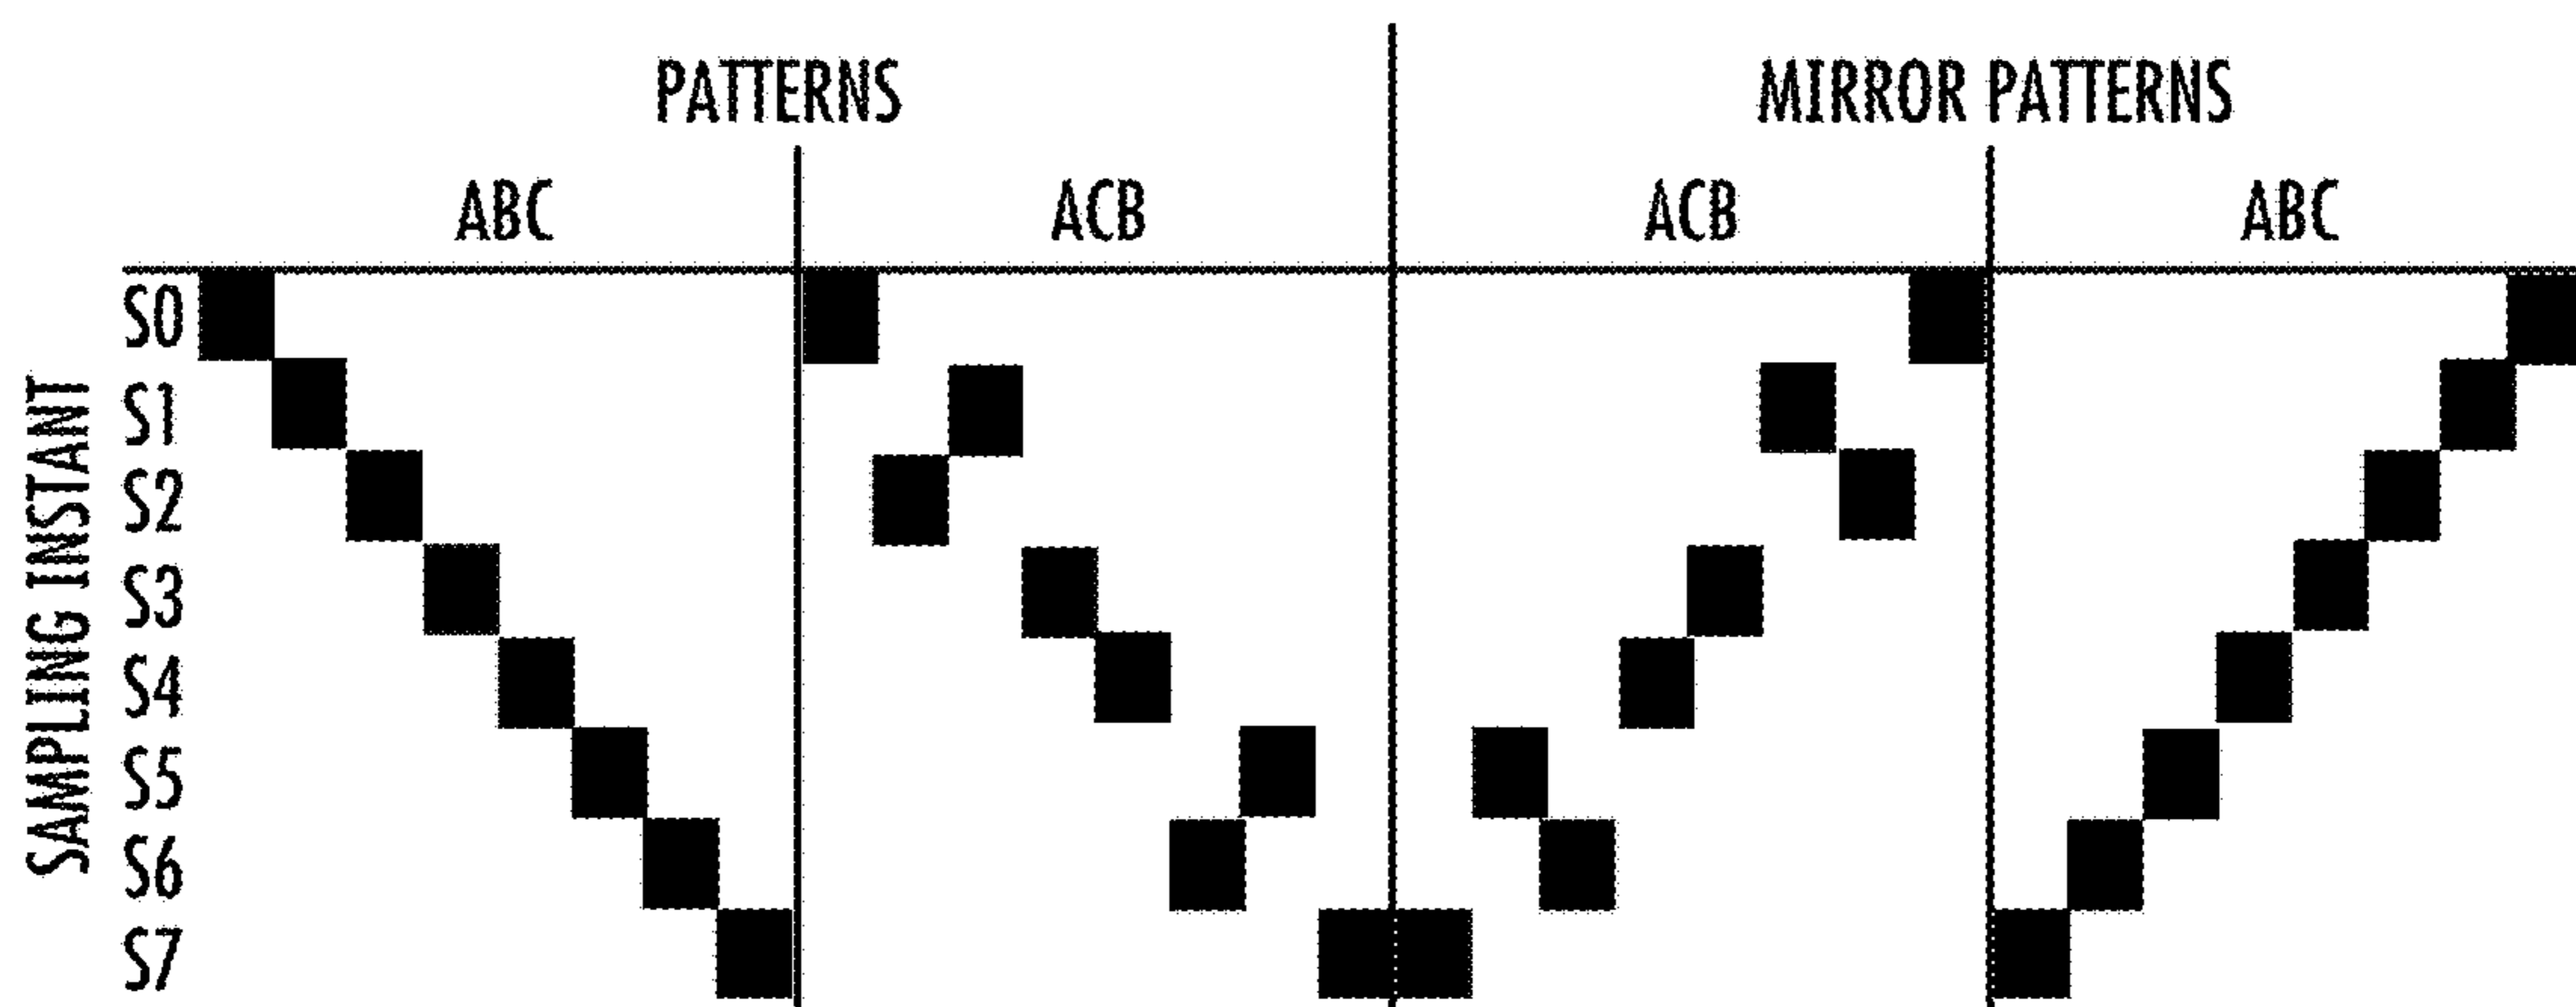 PATTERNS MIRROR PATTERNS
ABC ACB ACB ABC
SAMPLING INSTANT
S0
S1
S2
S3
S4
S5
S6
S7